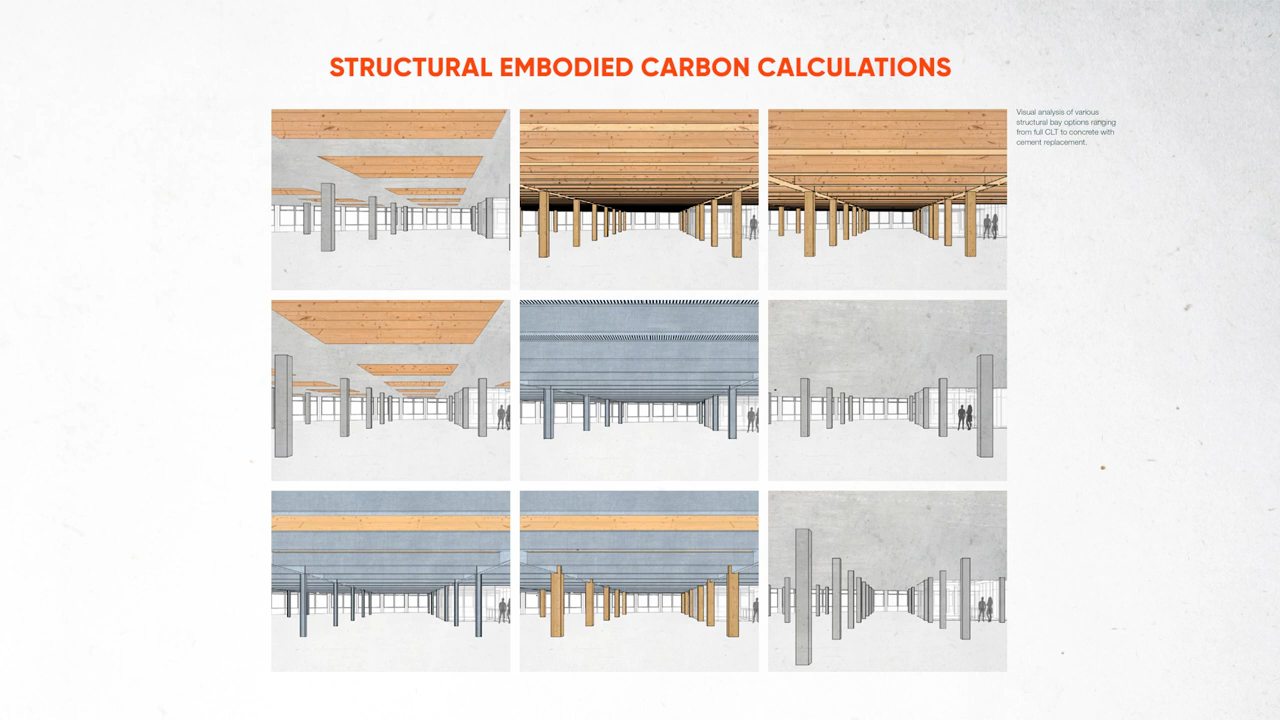 STRUCTURAL EMBODIED CARBON CALCULATIONS
Visual analysis of various
structural bay options ranging
from full CLT to concrete with
cement replacement.